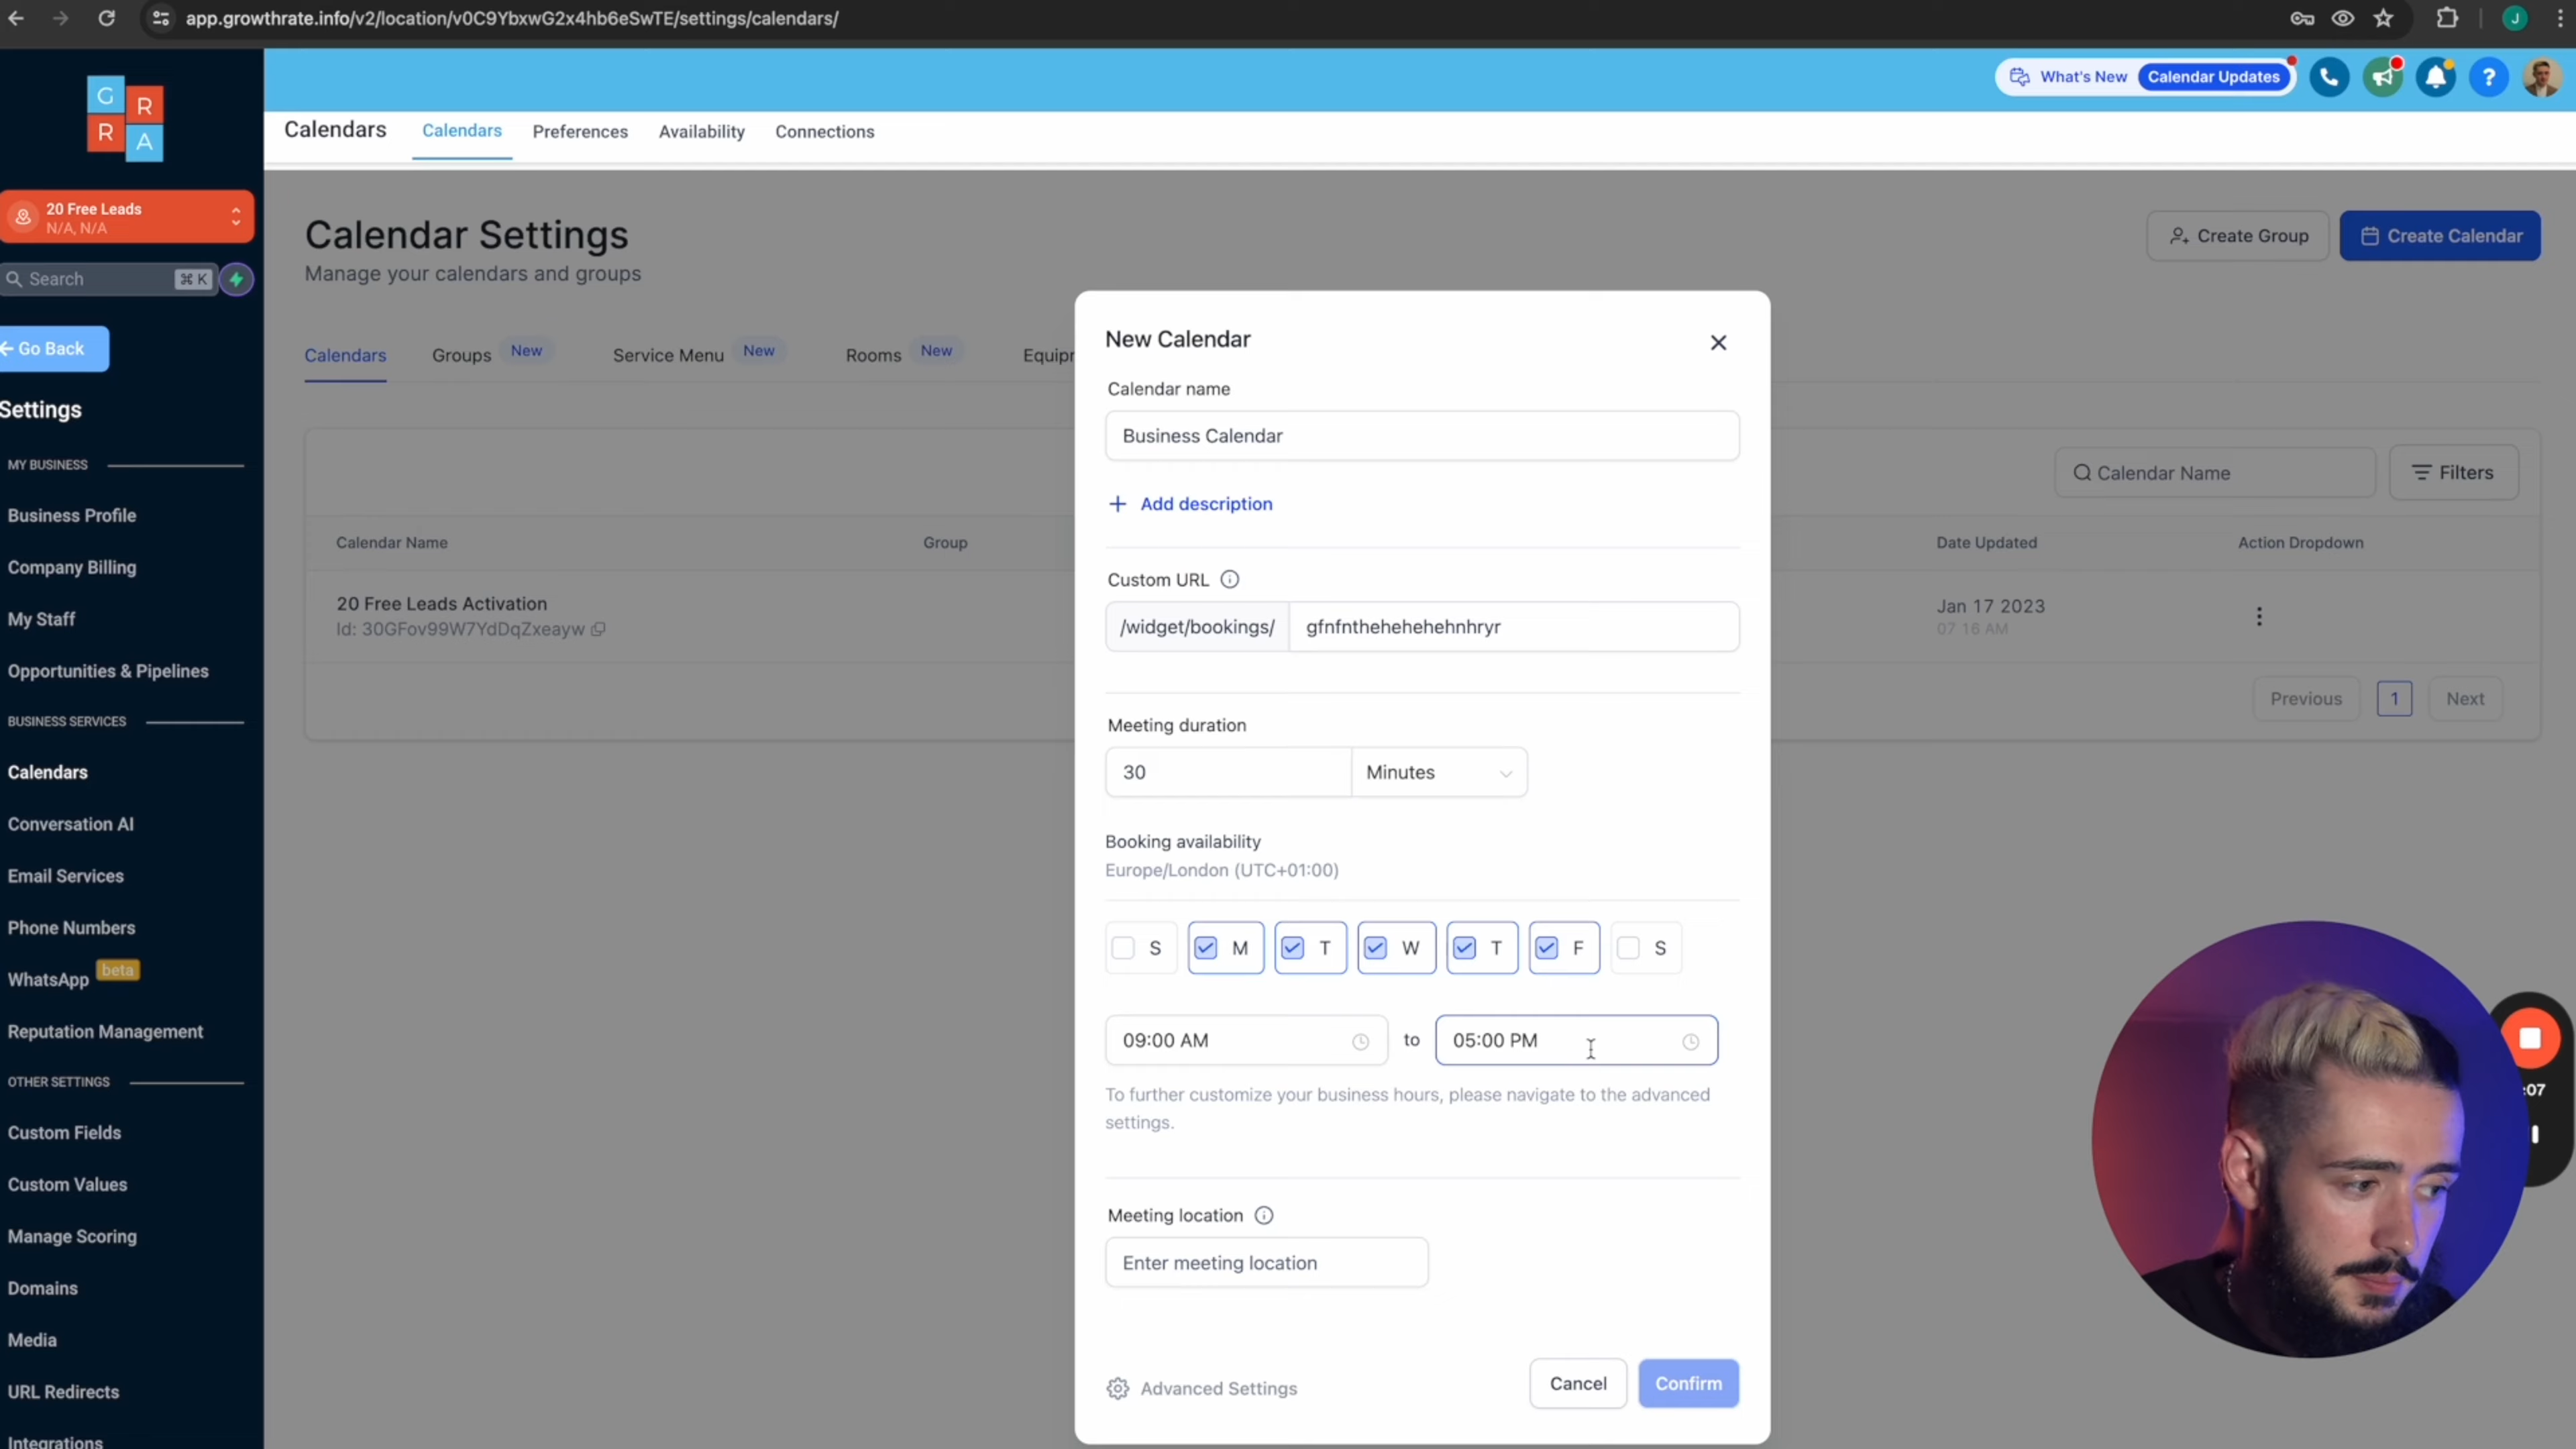 app.growthrate.info/v2/location/v0C9YbxwG2x4hb6eSwTE/settings/calendars/
J
G R
R A
What's New Calendar Updates
?
Calendars Calendars Preferences Availability Connections
20 Free Leads
N/A, N/A
Search ⌘ K
Go Back
Settings
MY BUSINESS
Business Profile
Company Billing
My Staff
Opportunities & Pipelines
BUSINESS SERVICES
Calendars
Conversation AI
Email Services
Phone Numbers
WhatsApp beta
Reputation Management
OTHER SETTINGS
Custom Fields
Custom Values
Manage Scoring
Domains
Media
URL Redirects
Integrations
Calendar Settings
Manage your calendars and groups
Create Group
Create Calendar
Calendars Groups New Service Menu New Rooms New Equipr
Calendar Name Filters
Calendar Name Group Date Updated Action Dropdown
20 Free Leads Activation
Id: 30GFov99W7YdDqZxeayw
Jan 17 2023
07 16 AM
Previous 1 Next
New Calendar
Calendar name
Business Calendar
+ Add description
Custom URL
/widget/bookings/ gfnfnthehehehehnhryr
Meeting duration
30 Minutes
Booking availability
Europe/London (UTC+01:00)
S M T W T F S
09:00 AM to 05:00 PM
To further customize your business hours, please navigate to the advanced
settings.
Meeting location
Enter meeting location
Advanced Settings
Cancel Confirm
:07